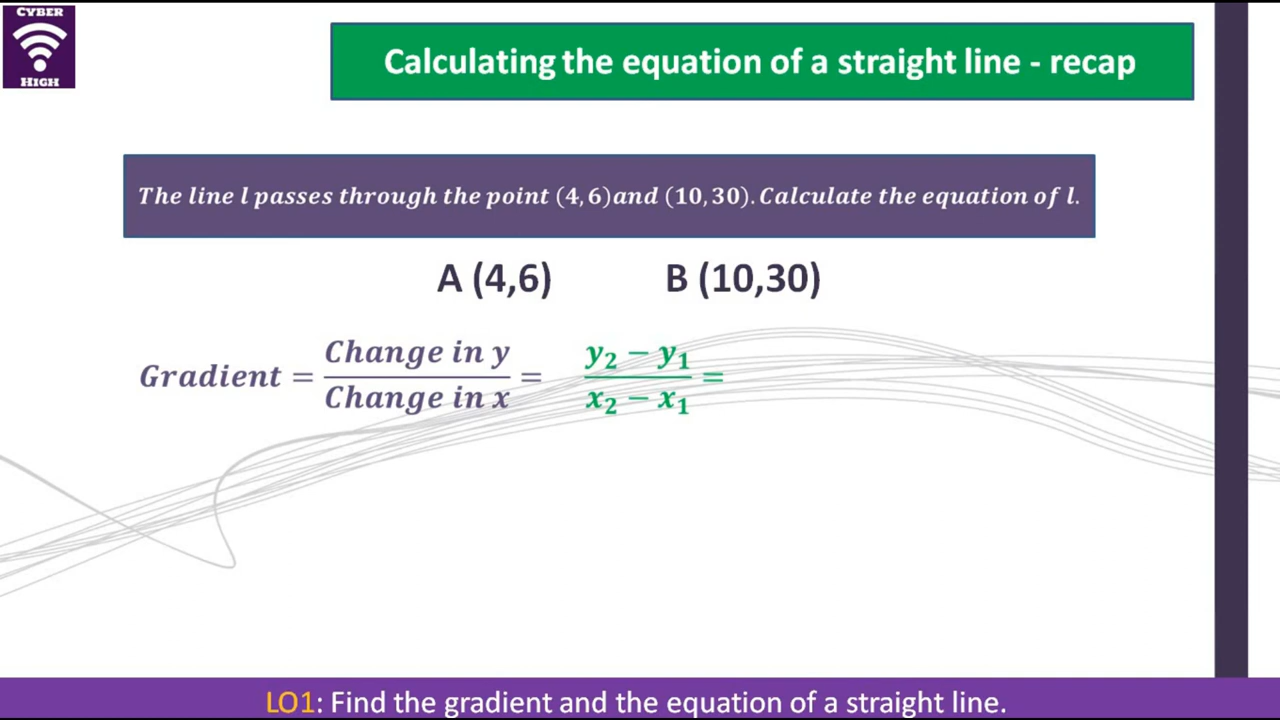 CYBER
HIGH
Calculating the equation of a straight line - recap
The line l passes through the point (4,6)and (10,30). Calculate the equation of l.
A (4,6) B (10,30)
Gradient = Change in y / Change in x = y₂ − y₁ / x₂ − x₁ =
LO1: Find the gradient and the equation of a straight line.